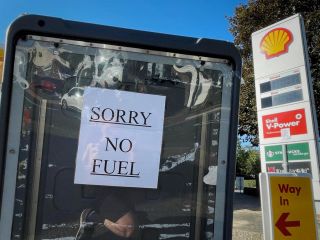 SORRY
NO
FUEL
Shell
V-Power
Way
In